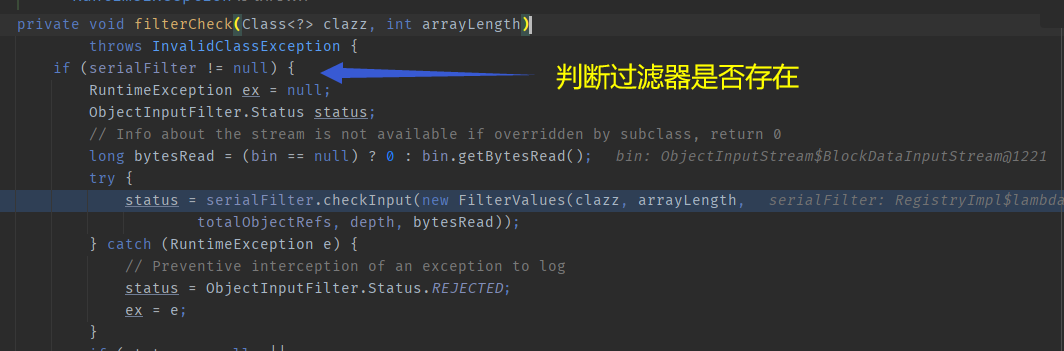 private void filterCheck(Class<?> clazz, int arrayLength)
throws InvalidClassException {
if (serialFilter != null) {
判断过滤器是否存在
RuntimeException ex = null;
ObjectInputFilter.Status status;
// Info about the stream is not available if overridden by subclass, return 0
long bytesRead = (bin == null) ? 0 : bin.getBytesRead(); bin: ObjectInputStream$BlockDataInputStream@1221
try {
status = serialFilter.checkInput(new FilterValues(clazz, arrayLength, serialFilter: RegistryImpl$lambda
totalObjectRefs, depth, bytesRead));
} catch (RuntimeException e) {
// Preventive interception of an exception to log
status = ObjectInputFilter.Status.REJECTED;
ex = e;
}